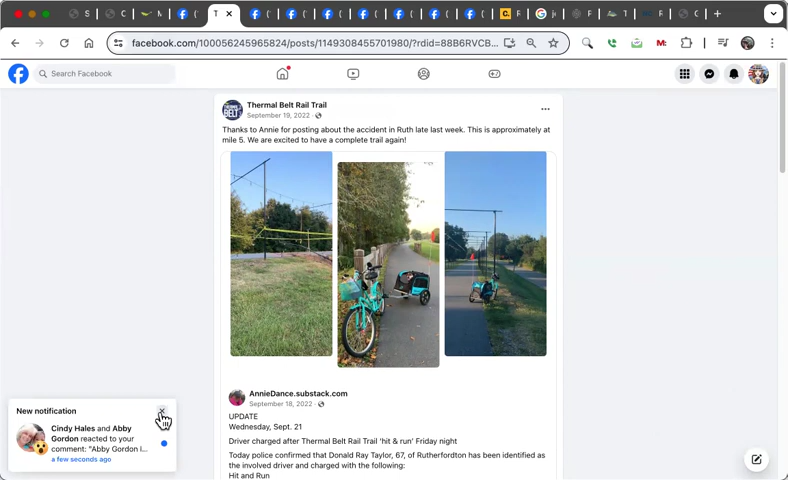 facebook.com/100056245965824/posts/1149308455701980/?rdid=88B6RVCB...
Search Facebook
Thermal Belt Rail Trail
September 19, 2022 ·
Thanks to Annie for posting about the accident in Ruth late last week. This is approximately at
mile 5. We are excited to have a complete trail again!
AnnieDance.substack.com
September 18, 2022 ·
UPDATE
Wednesday, Sept. 21
Driver charged after Thermal Belt Rail Trail 'hit & run' Friday night
Today police confirmed that Donald Ray Taylor, 67, of Rutherfordton has been identified as
the involved driver and charged with the following:
Hit and Run
New notification
Cindy Hales and Abby
Gordon reacted to your
comment: "Abby Gordon I...
a few seconds ago